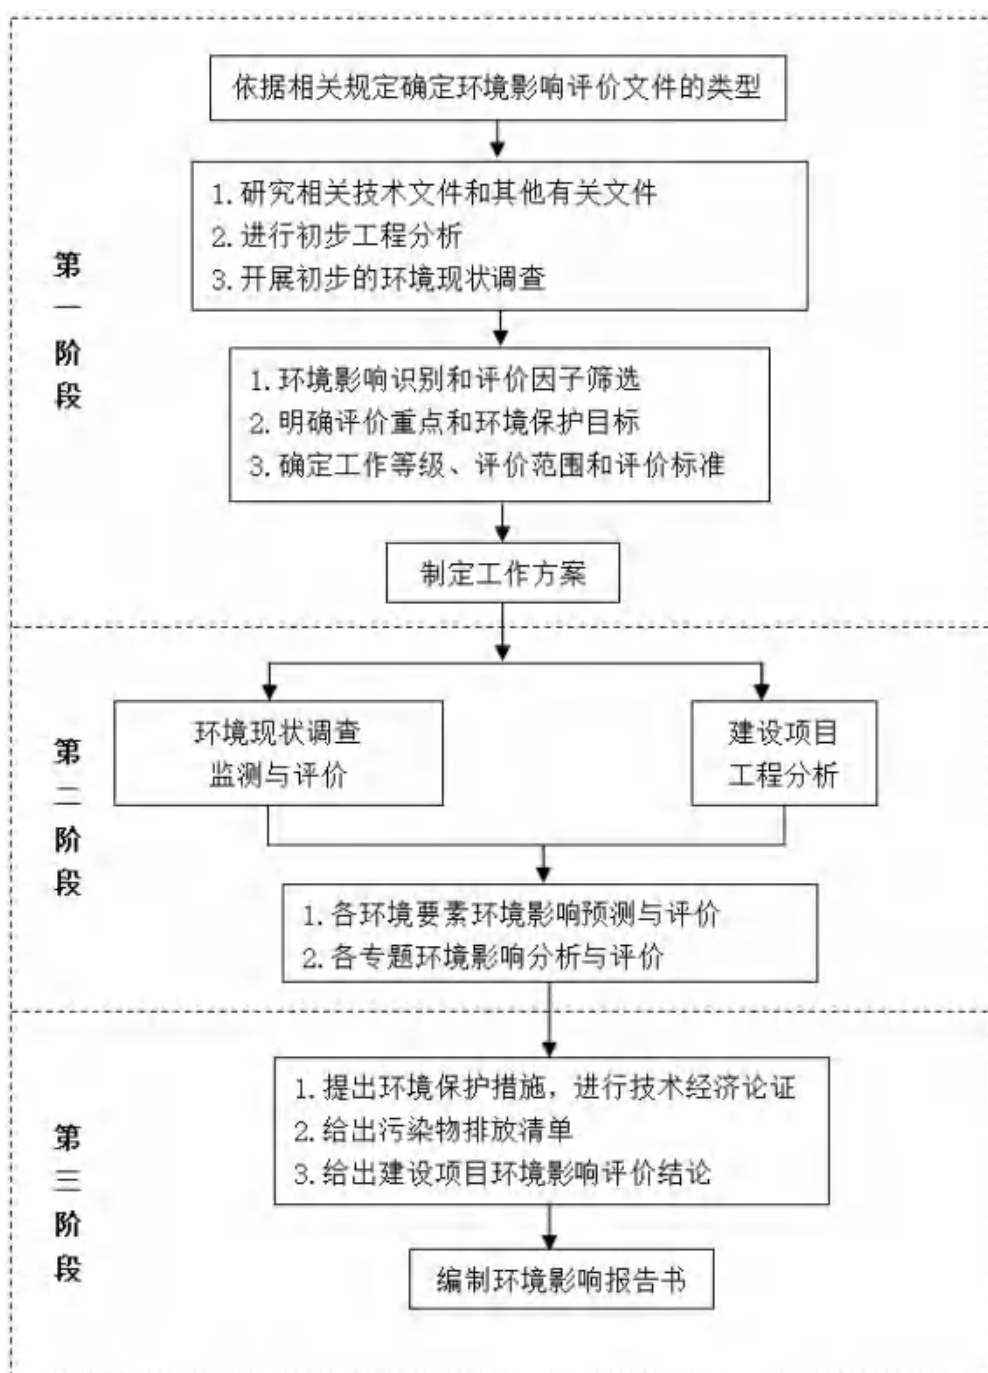 依据相关规定确定环境影响评价文件的类型
1. 研究相关技术文件和其他有关文件
2. 进行初步工程分析
3. 开展初步的环境现状调查
第一阶段
1. 环境影响识别和评价因子筛选
2. 明确评价重点和环境保护目标
3. 确定工作等级、评价范围和评价标准
制定工作方案
第二阶段
环境现状调查
监测与评价
建设项目
工程分析
1. 各环境要素环境影响预测与评价
2. 各专题环境影响分析与评价
第三阶段
1. 提出环境保护措施，进行技术经济论证
2. 给出污染物排放清单
3. 给出建设项目环境影响评价结论
编制环境影响报告书